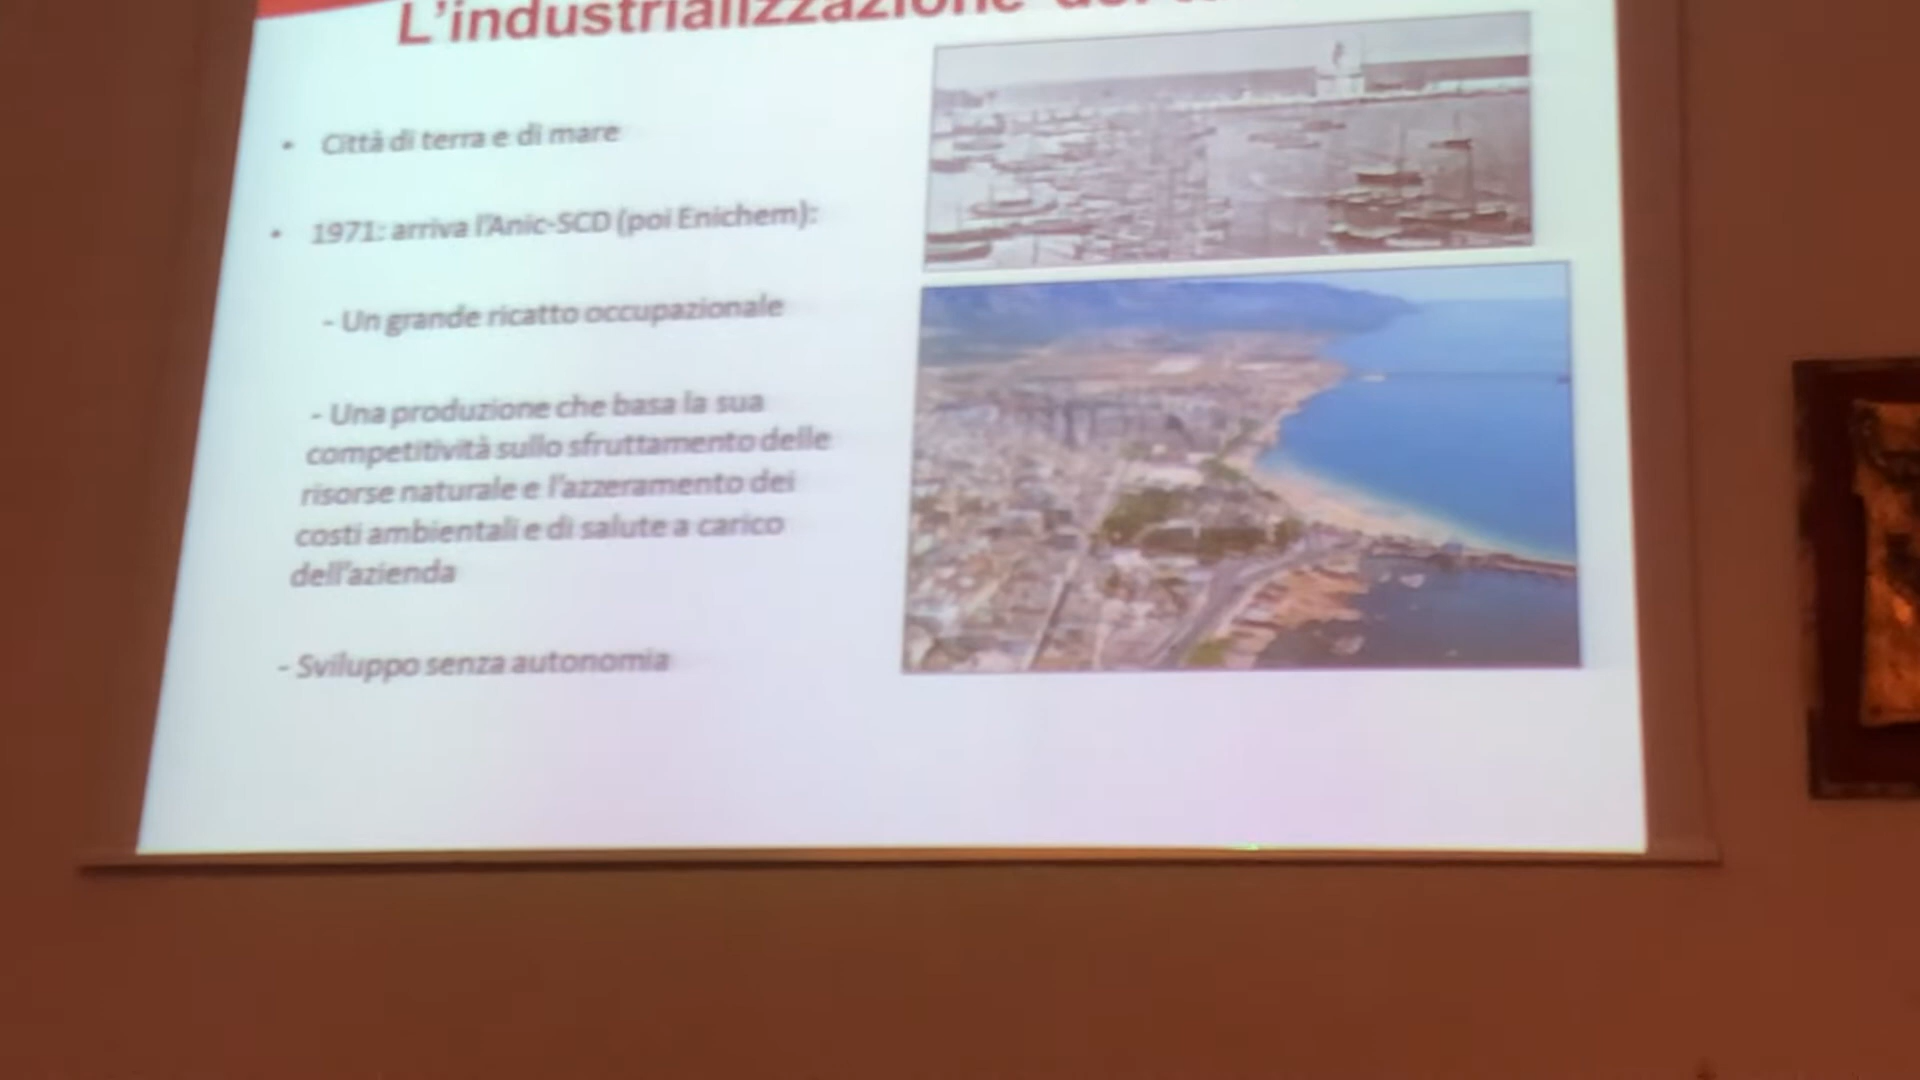 L'industrializzazione
• Città di terra e di mare
• 1971: arriva l'Anic-SCD (poi Enichem):
- Un grande ricatto occupazionale
- Una produzione che basa la sua
competitività sullo sfruttamento delle
risorse naturale e l'azzeramento dei
costi ambientali e di salute a carico
dell'azienda
- Sviluppo senza autonomia